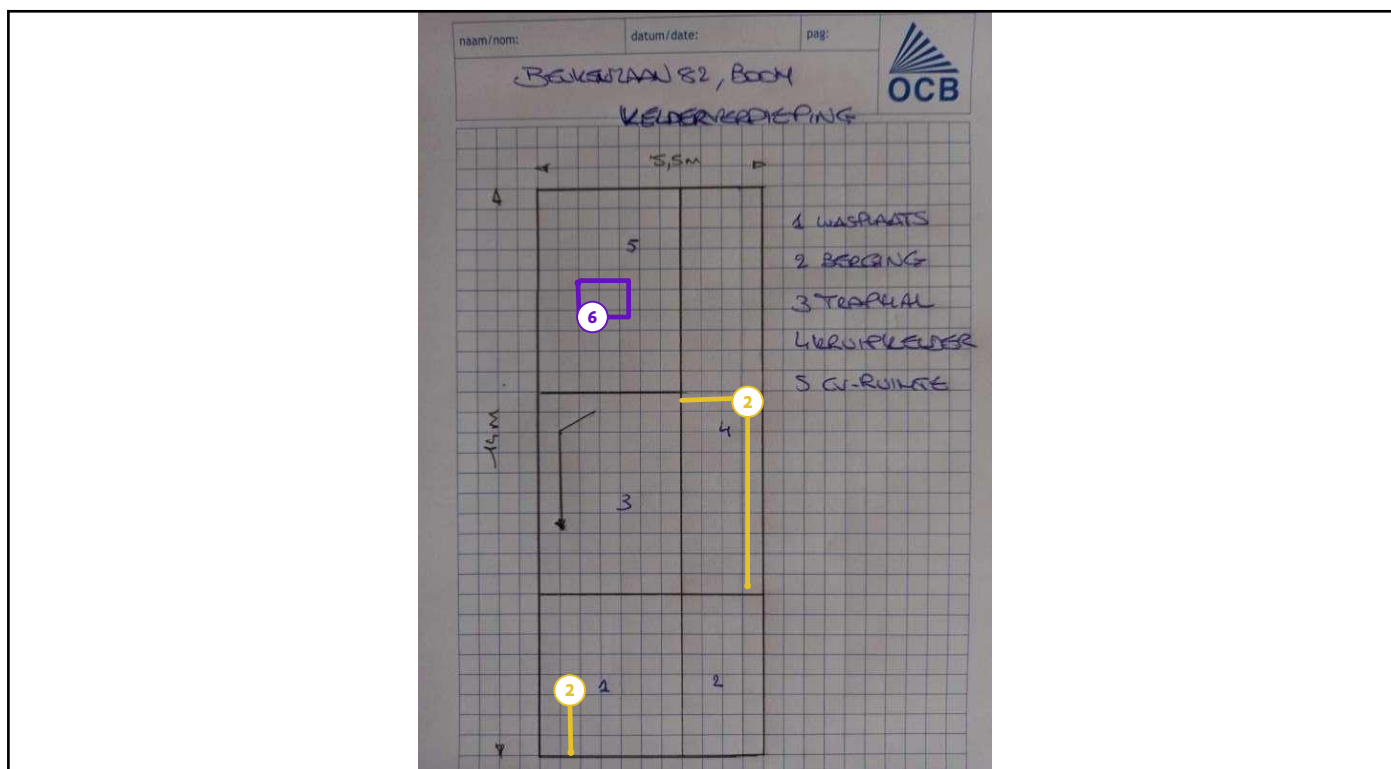 naam/nom: datum/date: pag:
OCB
BEUKENLAAN 82, BOOM
KELDERVERDIEPING
5,5M
14M
1 WASPLAATS
2 BERGING
3 TRAPHAL
4 KRUIPKELDER
5 CV-RUIMTE
5
6
2
4
3
2
1
2